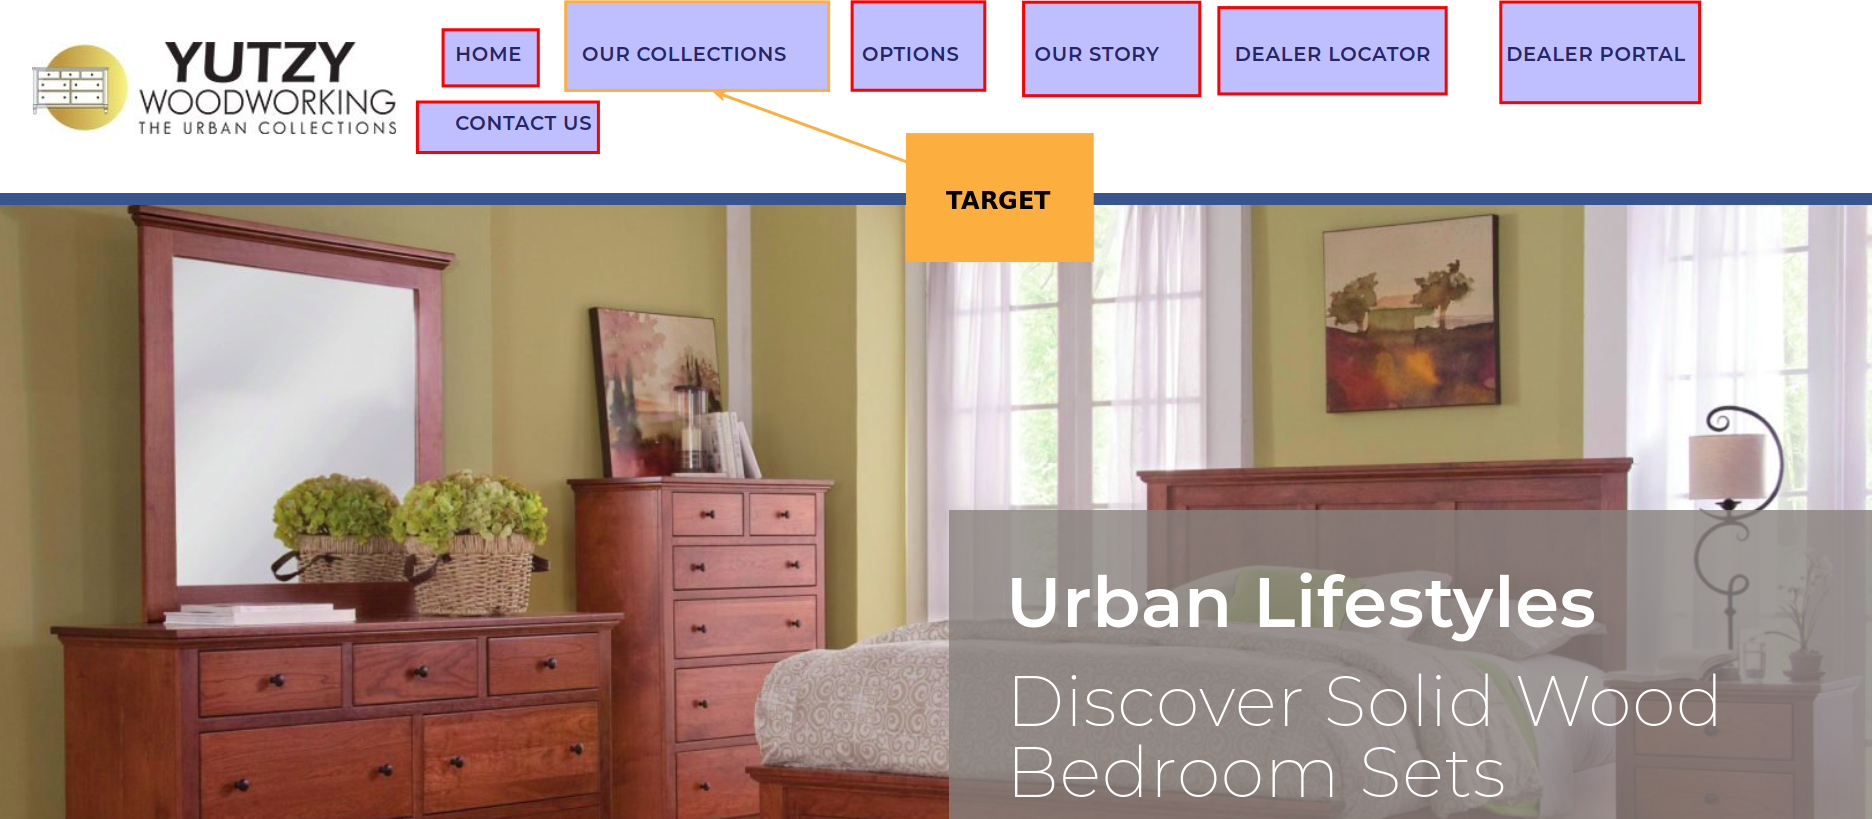 YUTZY
WOODWORKING
THE URBAN COLLECTIONS
HOME
OUR COLLECTIONS
OPTIONS
OUR STORY
DEALER LOCATOR
DEALER PORTAL
CONTACT US
TARGET
Urban Lifestyles
Discover Solid Wood
Bedroom Sets